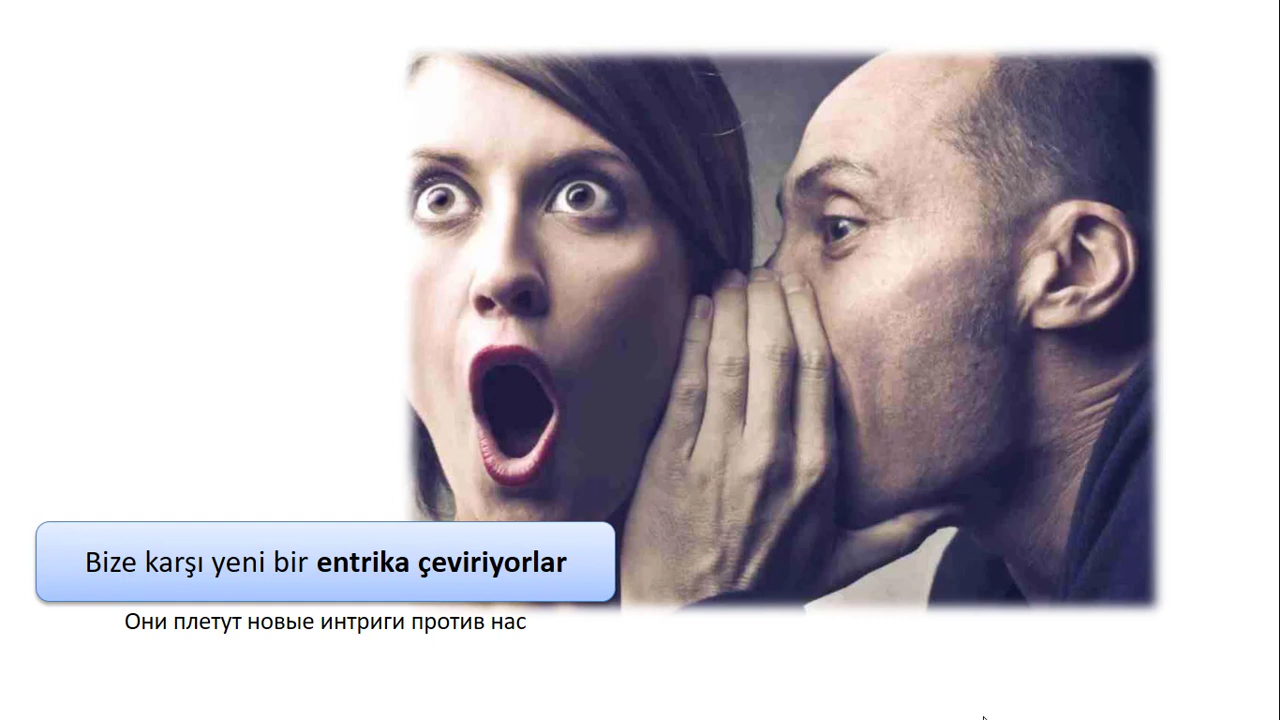 Bize karşı yeni bir entrika çeviriyorlar
Они плетут новые интриги против нас